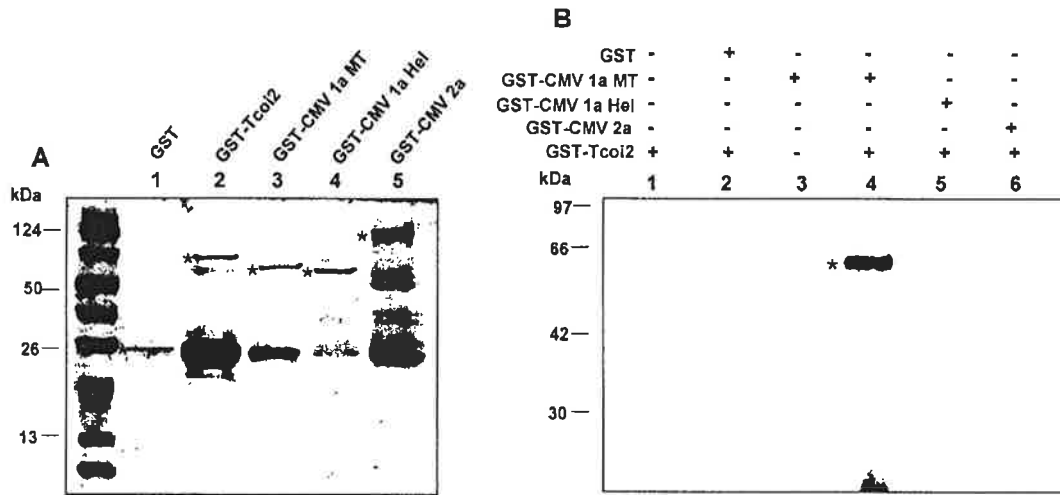 A
kDa
GST
GST-Tcoi2
GST-CMV 1a MT
GST-CMV 1a Hel
GST-CMV 2a
1 2 3 4 5
124
50
26
13
*
*
*
*
*
B
GST - + - - - -
GST-CMV 1a MT - - + + - -
GST-CMV 1a Hel - - - - + -
GST-CMV 2a - - - - - +
GST-Tcoi2 + + - + + +
kDa 1 2 3 4 5 6
97
66
*
42
30